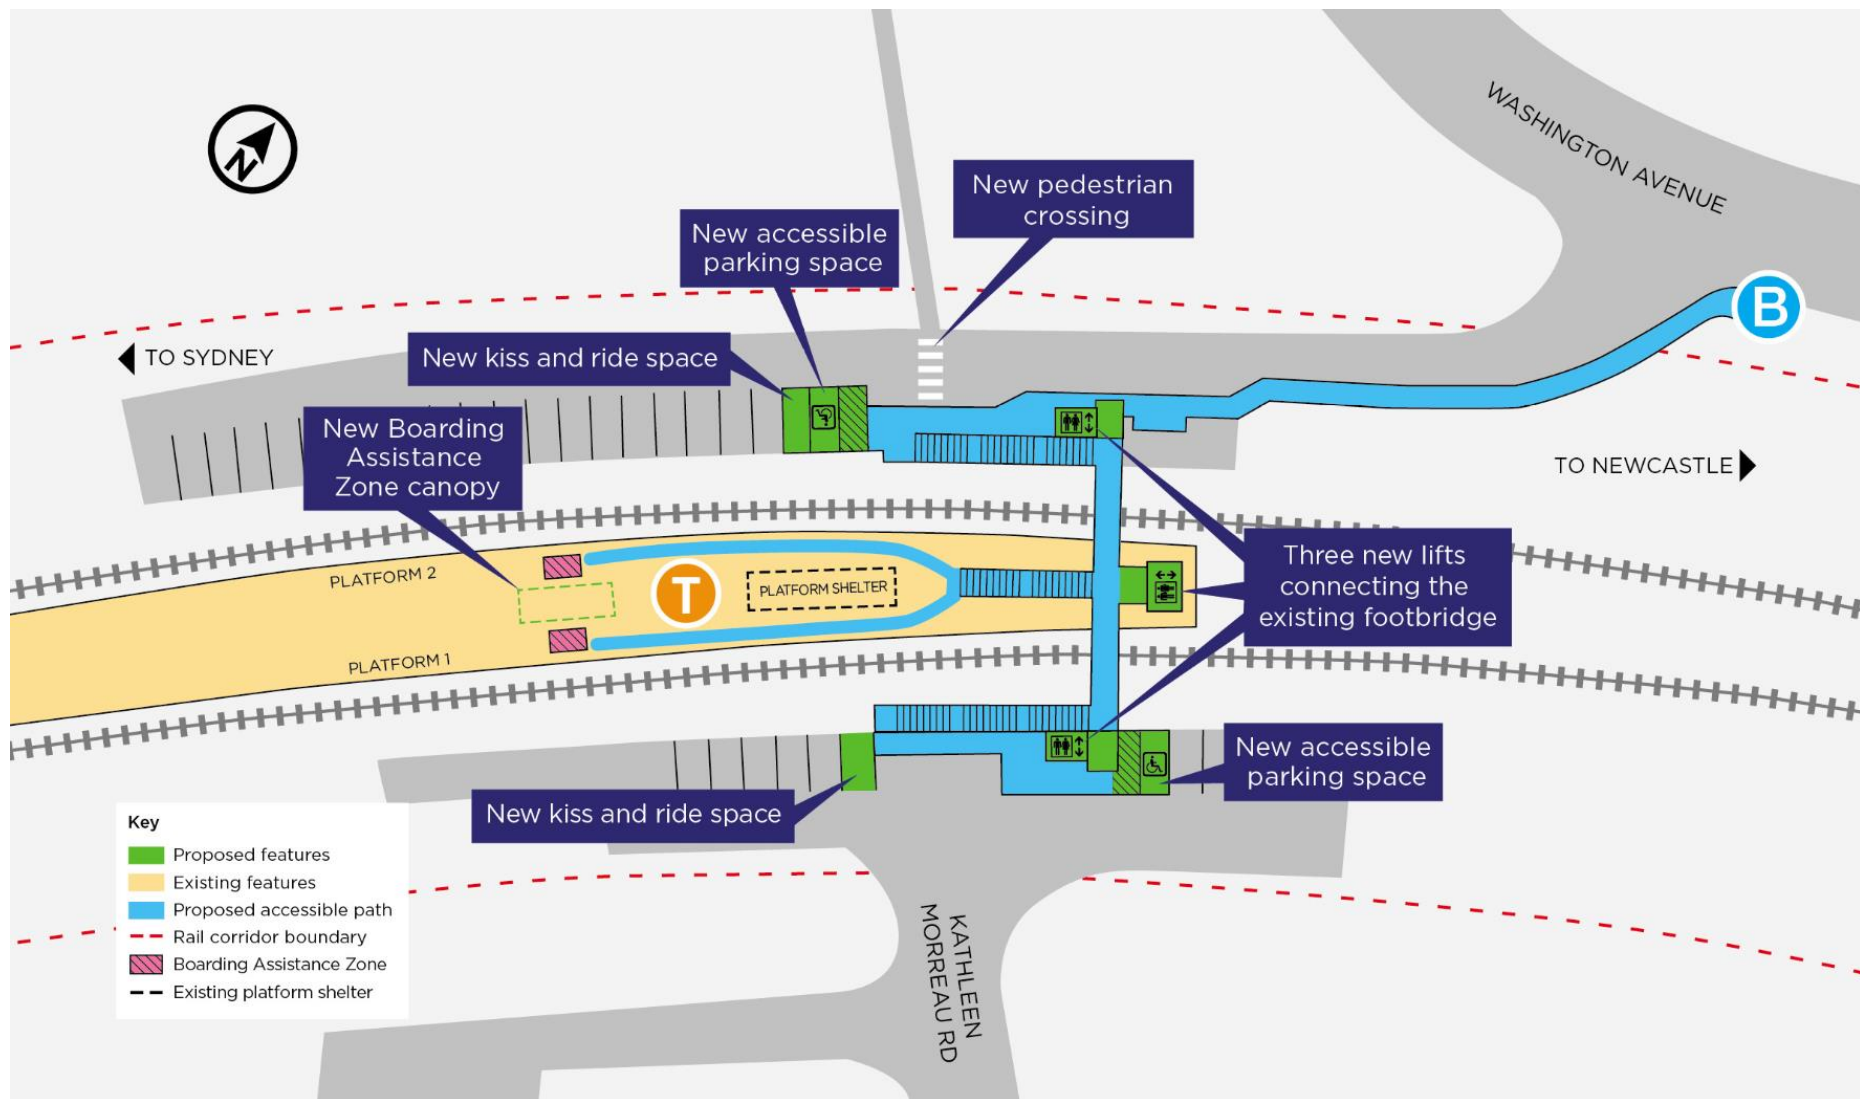 WASHINGTON AVENUE
N
New pedestrian
crossing
New accessible
parking space
B
TO SYDNEY
New kiss and ride space
New Boarding
Assistance
Zone canopy
TO NEWCASTLE
PLATFORM 2
T
PLATFORM SHELTER
Three new lifts
connecting the
existing footbridge
PLATFORM 1
New accessible
parking space
New kiss and ride space
Key
Proposed features
Existing features
Proposed accessible path
Rail corridor boundary
Boarding Assistance Zone
Existing platform shelter
KATHLEEN
MORREAU RD